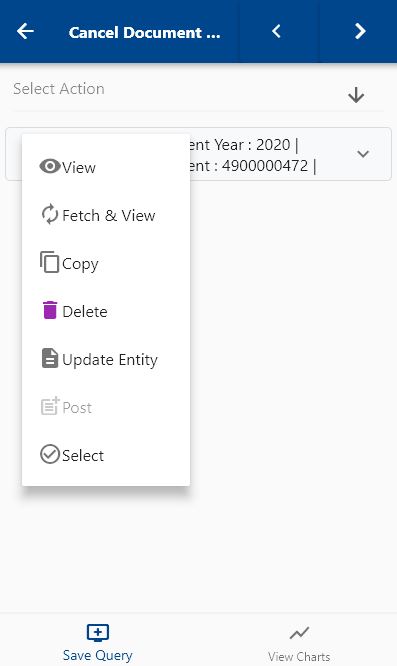 Cancel Document ...
Select Action
ent Year : 2020 |
ent : 4900000472 |
View
Fetch & View
Copy
Delete
Update Entity
Post
Select
Save Query
View Charts